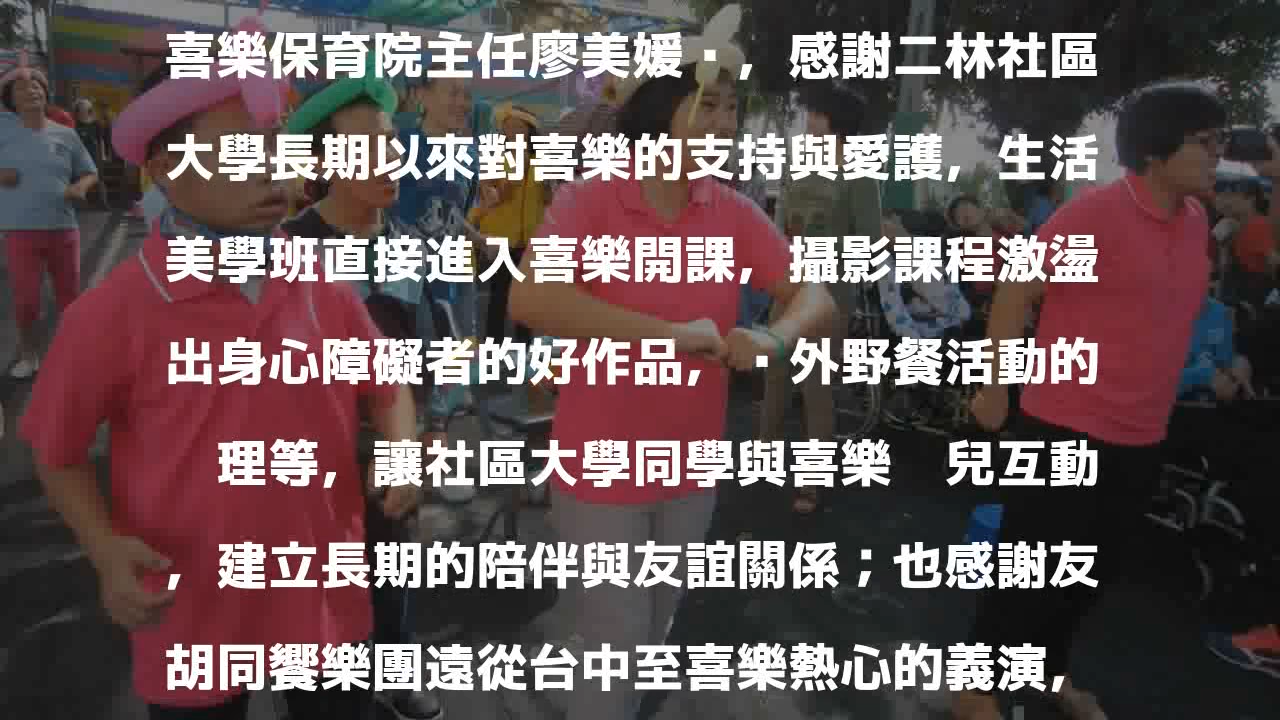 喜樂保育院主任廖美媛·，感謝二林社區
大學長期以來對喜樂的支持與愛護，生活
美學班直接進入喜樂開課，攝影課程激盪
出身心障礙者的好作品，·外野餐活動的
理等，讓社區大學同學與喜樂　兒互動
，建立長期的陪伴與友誼關係；也感謝友
胡同饗樂團遠從台中至喜樂熱心的義演，